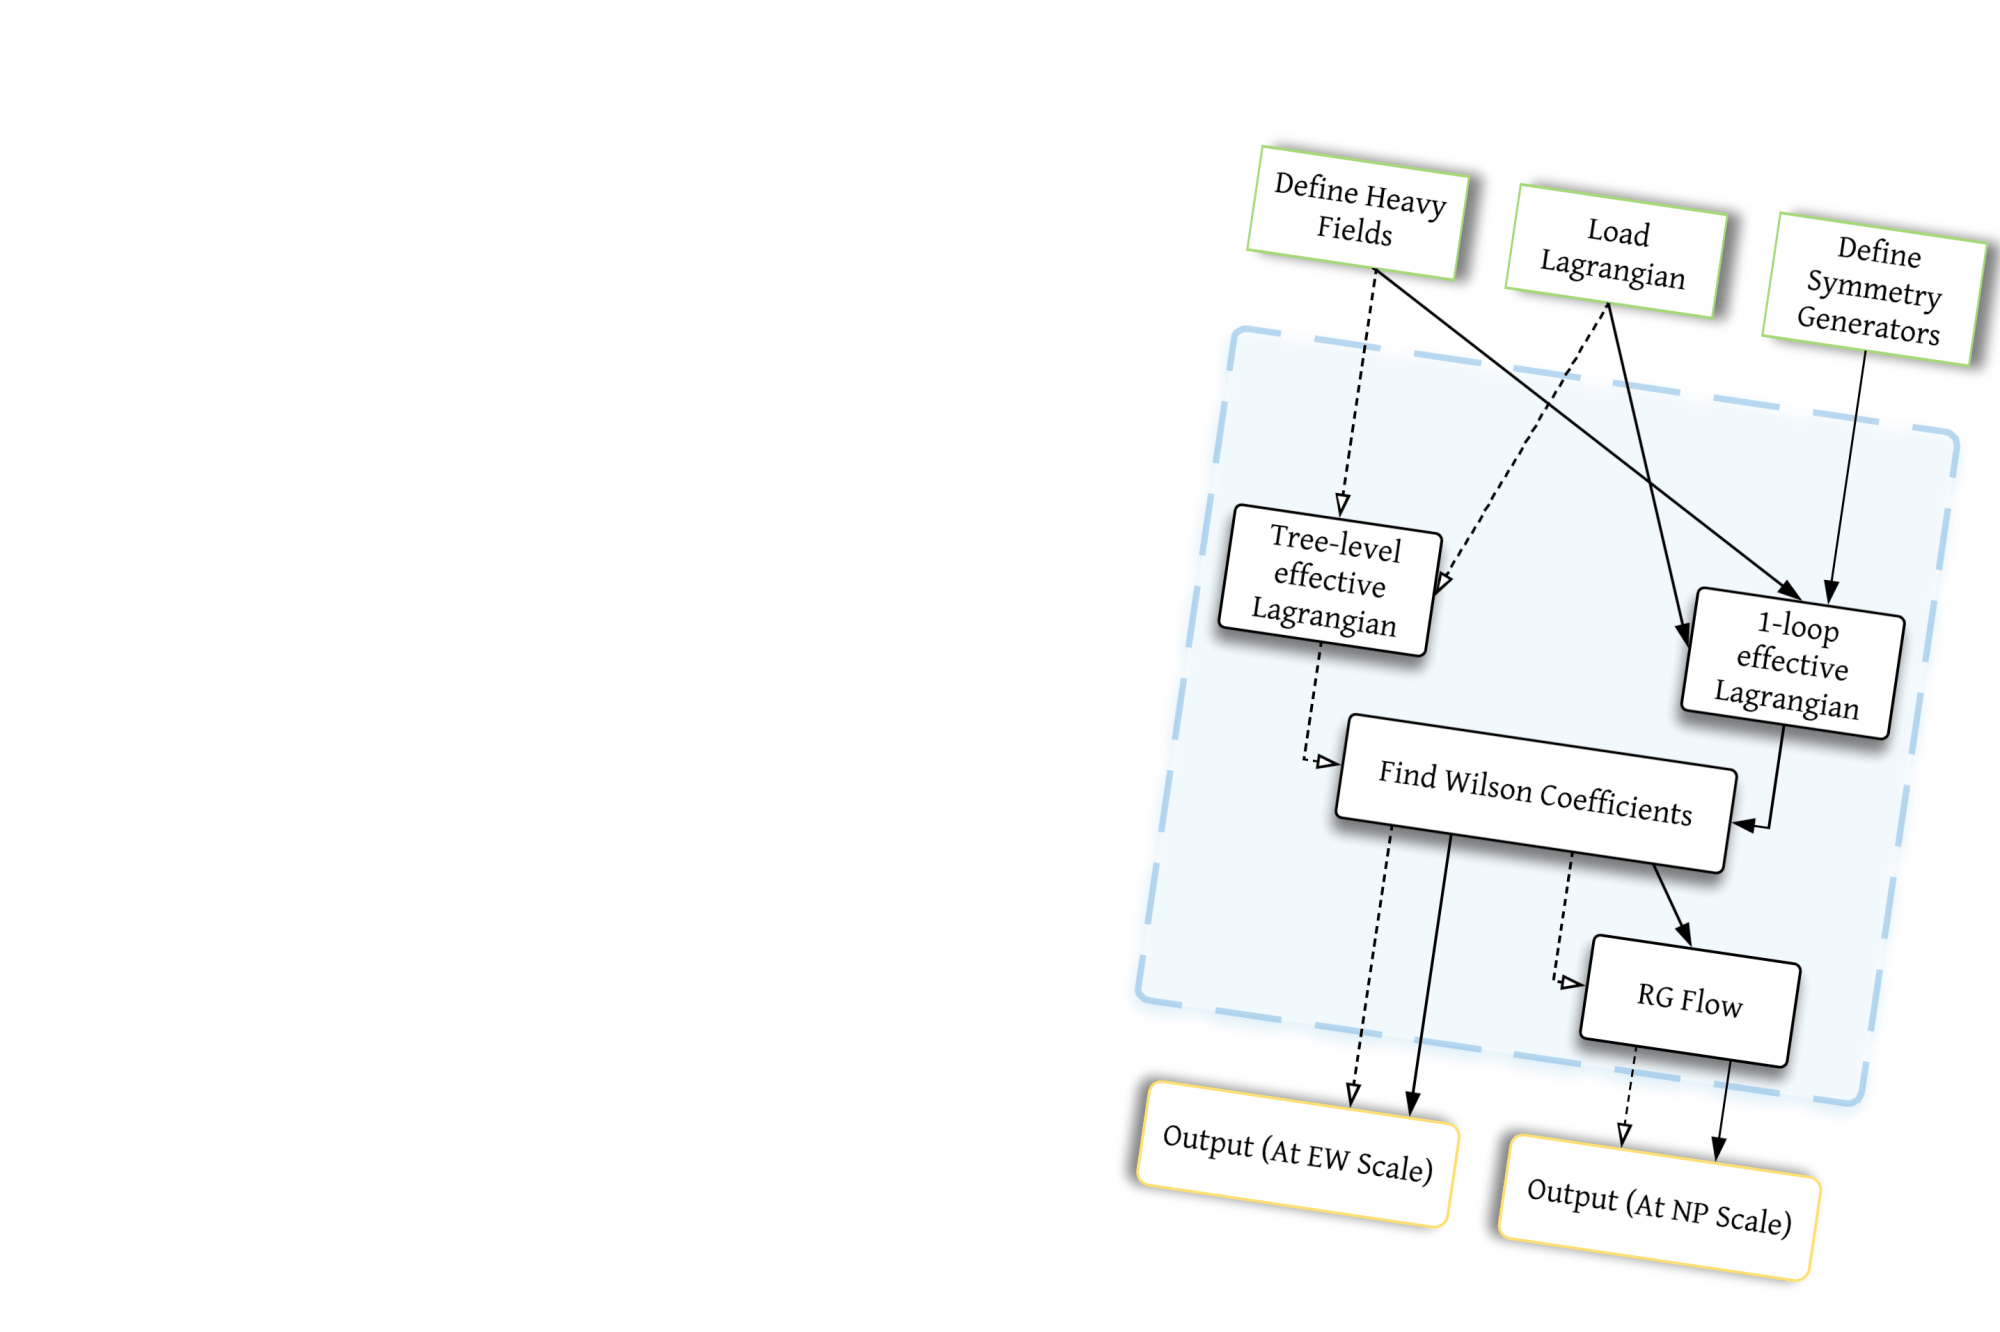 Define Heavy
Fields
Load
Lagrangian
Define
Symmetry
Generators
Tree-level
effective
Lagrangian
1-loop
effective
Lagrangian
Find Wilson Coefficients
RG Flow
Output (At EW Scale)
Output (At NP Scale)